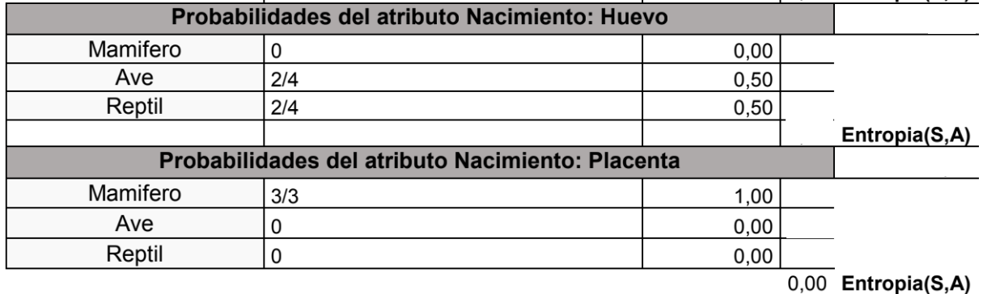 Probabilidades del atributo Nacimiento: Huevo
Mamifero 0 0,00
Ave 2/4 0,50
Reptil 2/4 0,50
Entropia(S,A)
Probabilidades del atributo Nacimiento: Placenta
Mamifero 3/3 1,00
Ave 0 0,00
Reptil 0 0,00
0,00 Entropia(S,A)